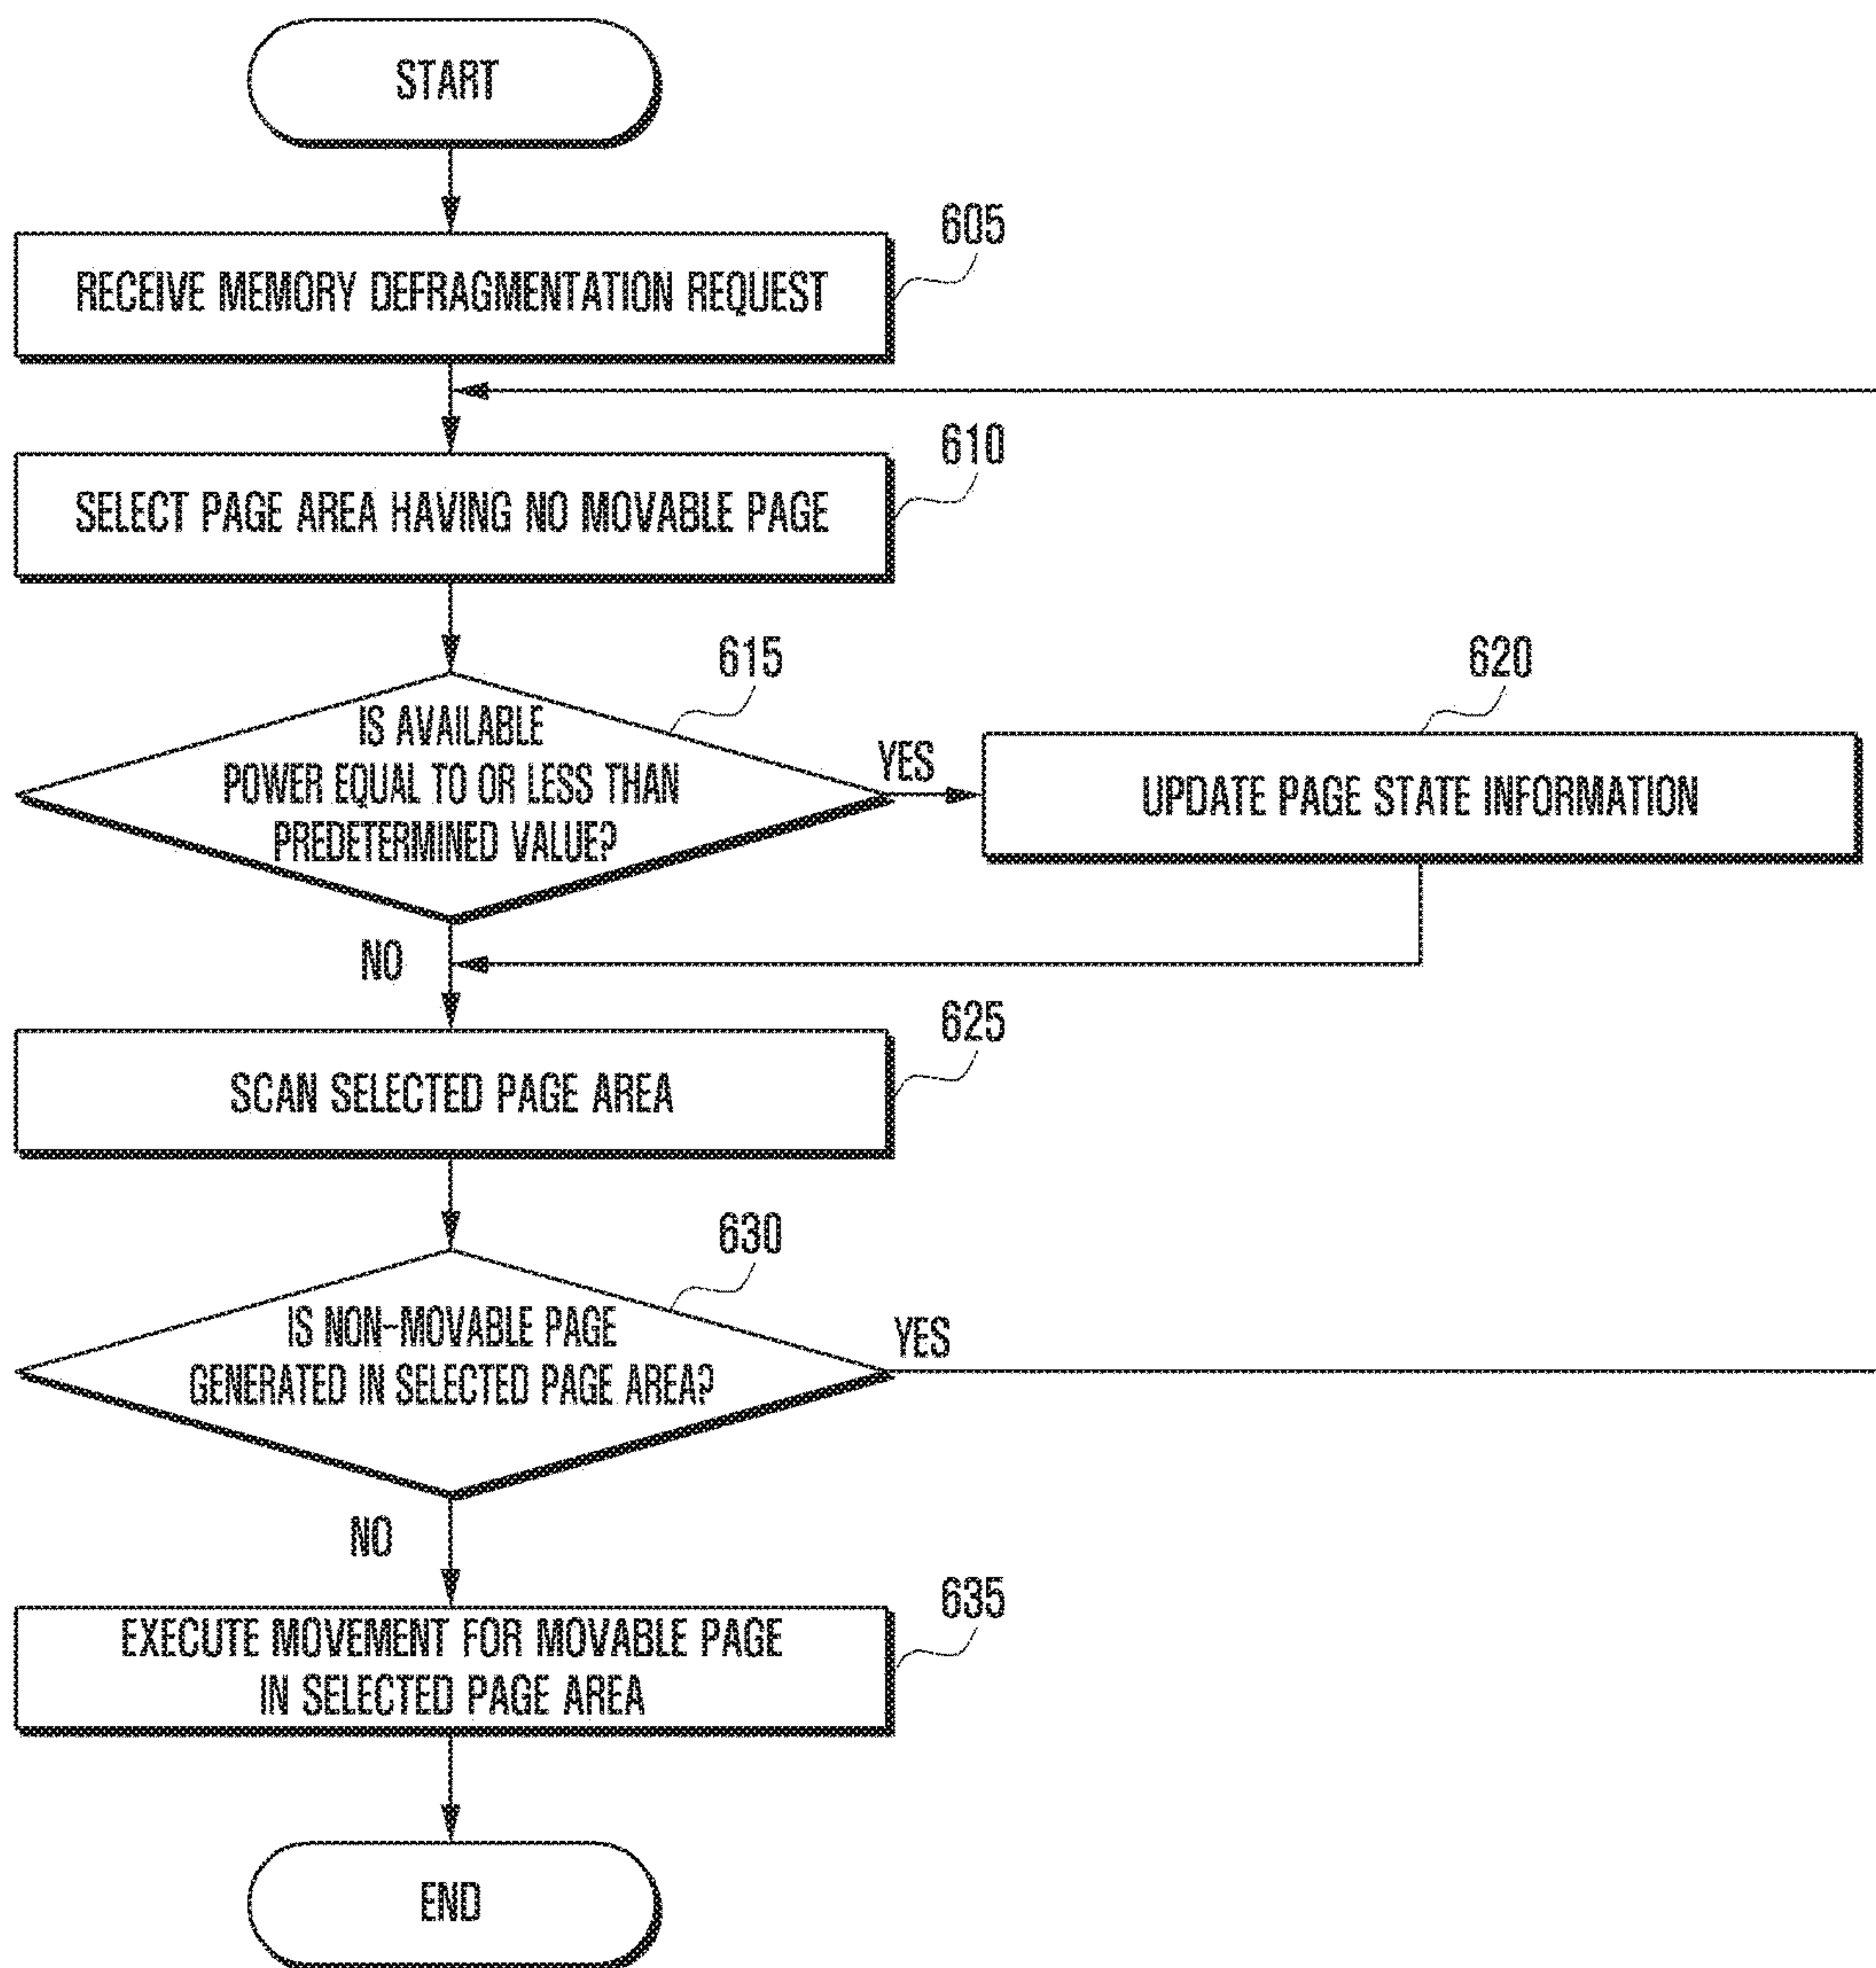 START
605
RECEIVE MEMORY DEFRAGMENTATION REQUEST
610
SELECT PAGE AREA HAVING NO MOVABLE PAGE
615
IS AVAILABLE
POWER EQUAL TO OR LESS THAN
PREDETERMINED VALUE?
YES
620
UPDATE PAGE STATE INFORMATION
NO
625
SCAN SELECTED PAGE AREA
630
IS NON-MOVABLE PAGE
GENERATED IN SELECTED PAGE AREA?
YES
NO
635
EXECUTE MOVEMENT FOR MOVABLE PAGE
IN SELECTED PAGE AREA
END